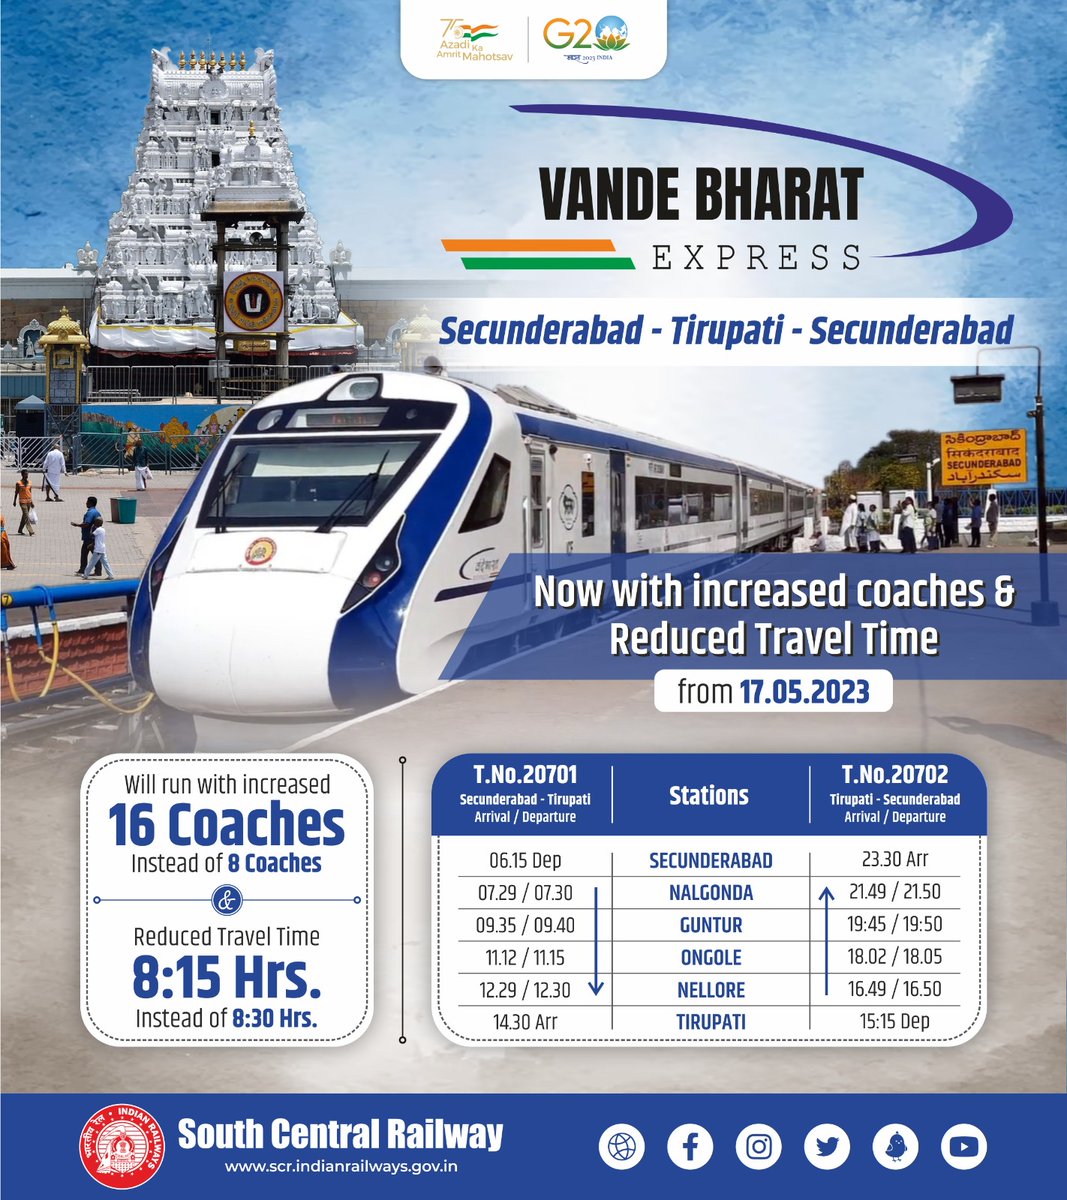 75
Azadi Ka
Amrit Mahotsav
G20
2023 INDIA
VANDE BHARAT
EXPRESS
Secunderabad - Tirupati - Secunderabad
సికింద్రాబాద్
सिकंदराबाद
SECUNDERABAD
سکندرآباد
Now with increased coaches &
Reduced Travel Time
from 17.05.2023
Will run with increased
16 Coaches
Instead of 8 Coaches
&
Reduced Travel Time
8:15 Hrs.
Instead of 8:30 Hrs.
T.No.20701 Stations T.No.20702
Secunderabad - Tirupati Tirupati - Secunderabad
Arrival / Departure Arrival / Departure
06.15 Dep SECUNDERABAD 23.30 Arr
07.29 / 07.30 NALGONDA 21.49 / 21.50
09.35 / 09.40 GUNTUR 19:45 / 19:50
11.12 / 11.15 ONGOLE 18.02 / 18.05
12.29 / 12.30 NELLORE 16.49 / 16.50
14.30 Arr TIRUPATI 15:15 Dep
INDIAN RAILWAYS
भारतीय रेल
South Central Railway
www.scr.indianrailways.gov.in